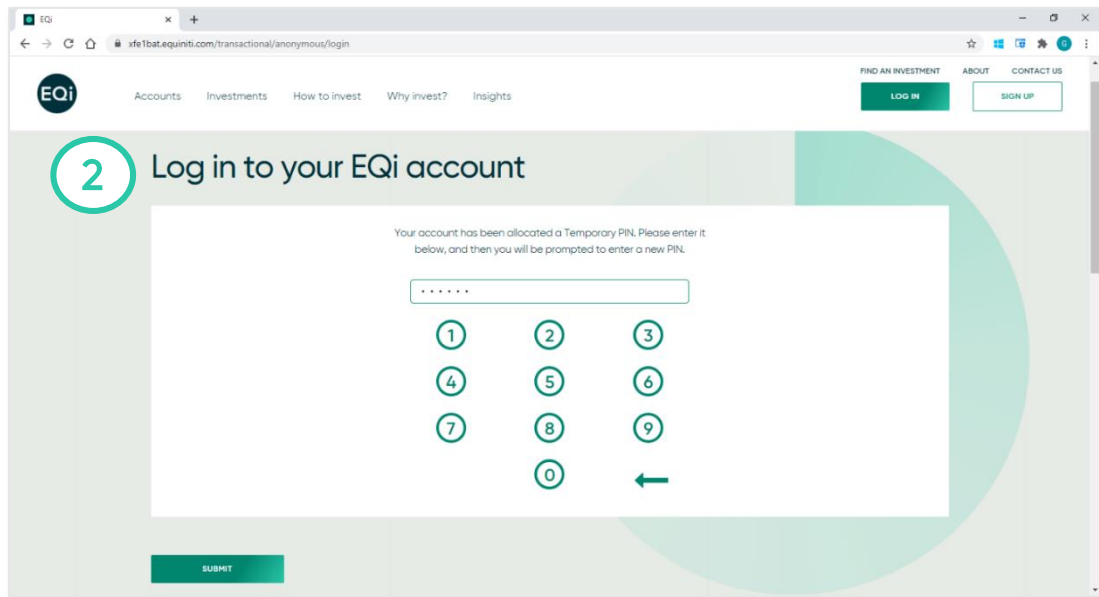 EQi
xfe1bat.equiniti.com/transactional/anonymous/login
G
FIND AN INVESTMENT ABOUT CONTACT US
EQi Accounts Investments How to invest Why invest? Insights LOG IN SIGN UP
2 Log in to your EQi account
Your account has been allocated a Temporary PIN. Please enter it
below, and then you will be prompted to enter a new PIN.
......
1 2 3
4 5 6
7 8 9
0
SUBMIT